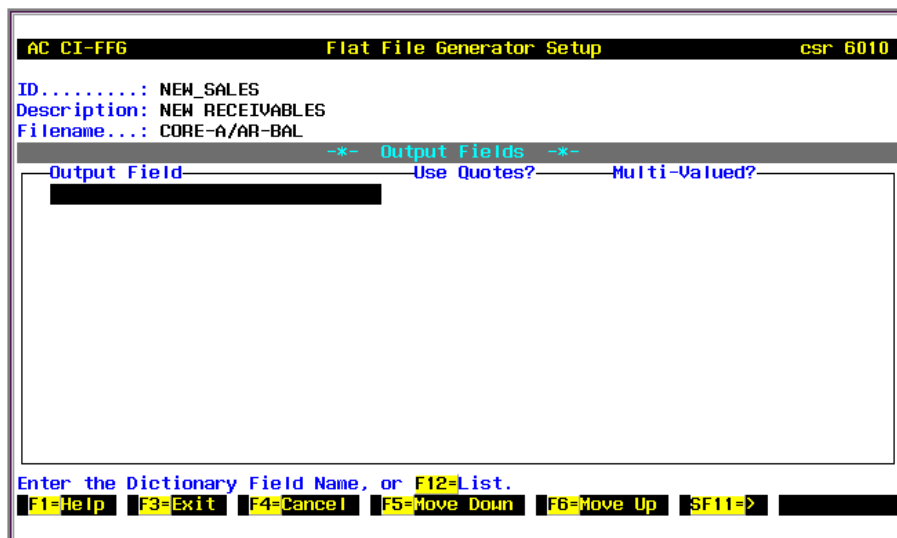 AC CI-FFG Flat File Generator Setup csr 6010
ID.........: NEW_SALES
Description: NEW RECEIVABLES
Filename...: CORE-A/AR-BAL
-*- Output Fields -*-
Output Field Use Quotes? Multi-Valued?
Enter the Dictionary Field Name, or F12=List.
F1=Help F3=Exit F4=Cancel F5=Move Down F6=Move Up SF11=>